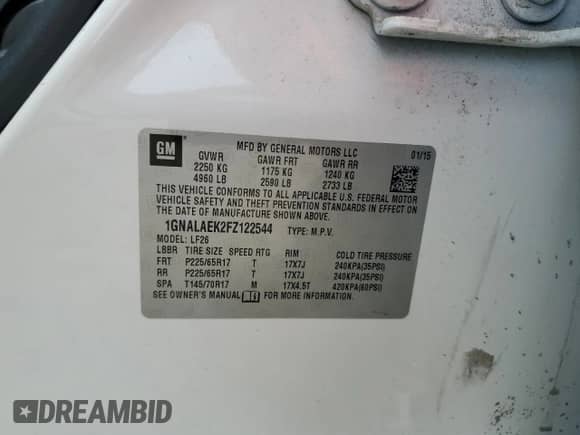 GM
MFD BY GENERAL MOTORS LLC 01/15
GVWR GAWR FRT GAWR RR
2250 KG 1175 KG 1240 KG
4960 LB 2590 LB 2733 LB
THIS VEHICLE CONFORMS TO ALL APPLICABLE U.S. FEDERAL MOTOR
VEHICLE SAFETY AND THEFT PREVENTION STANDARDS IN EFFECT ON THE
DATE OF MANUFACTURE SHOWN ABOVE.
1GNALAEK2FZ122544 TYPE: M.P.V.
MODEL: LF26
LBBR TIRE SIZE SPEED RTG RIM COLD TIRE PRESSURE
FRT P225/65R17 T 17X7J 240KPA(35PSI)
RR P225/65R17 T 17X7J 240KPA(35PSI)
SPA T145/70R17 M 17X4.5T 420KPA(60PSI)
SEE OWNER'S MANUAL FOR MORE INFORMATION.
DREAMBID